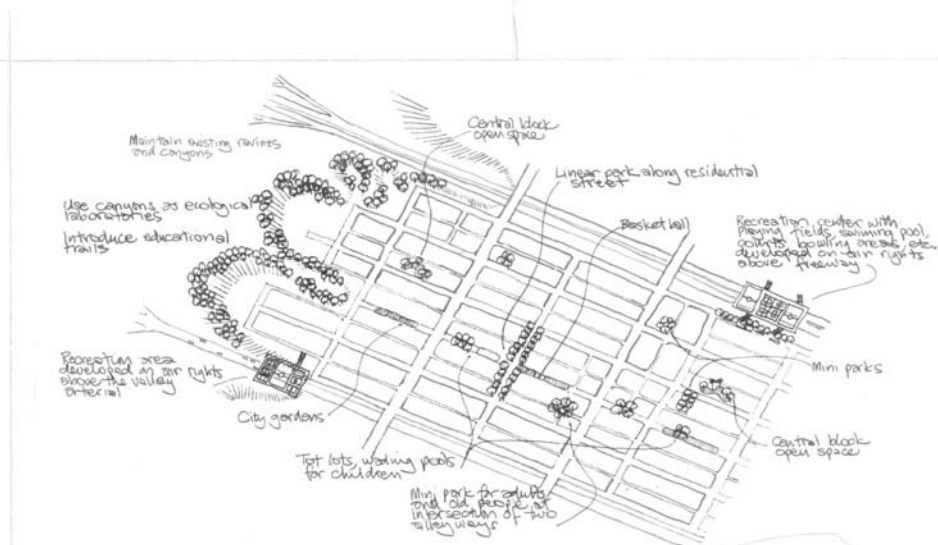 Central block
open space
Maintain existing ravines
and canyons
Linear park along residential
street
Use canyons as ecological
laboratories
Introduce educational
trails
Basket ball
Recreation center with
playing fields, swimming pool,
courts, bowling areas, etc.
developed on air rights
above freeway
Recreation area
developed on air rights
above the valley
arterial
Mini parks
City gardens
Tot lots, wading pools
for children
Central block
open space
Mini park for adults
and old people at
intersection of two
alleyways